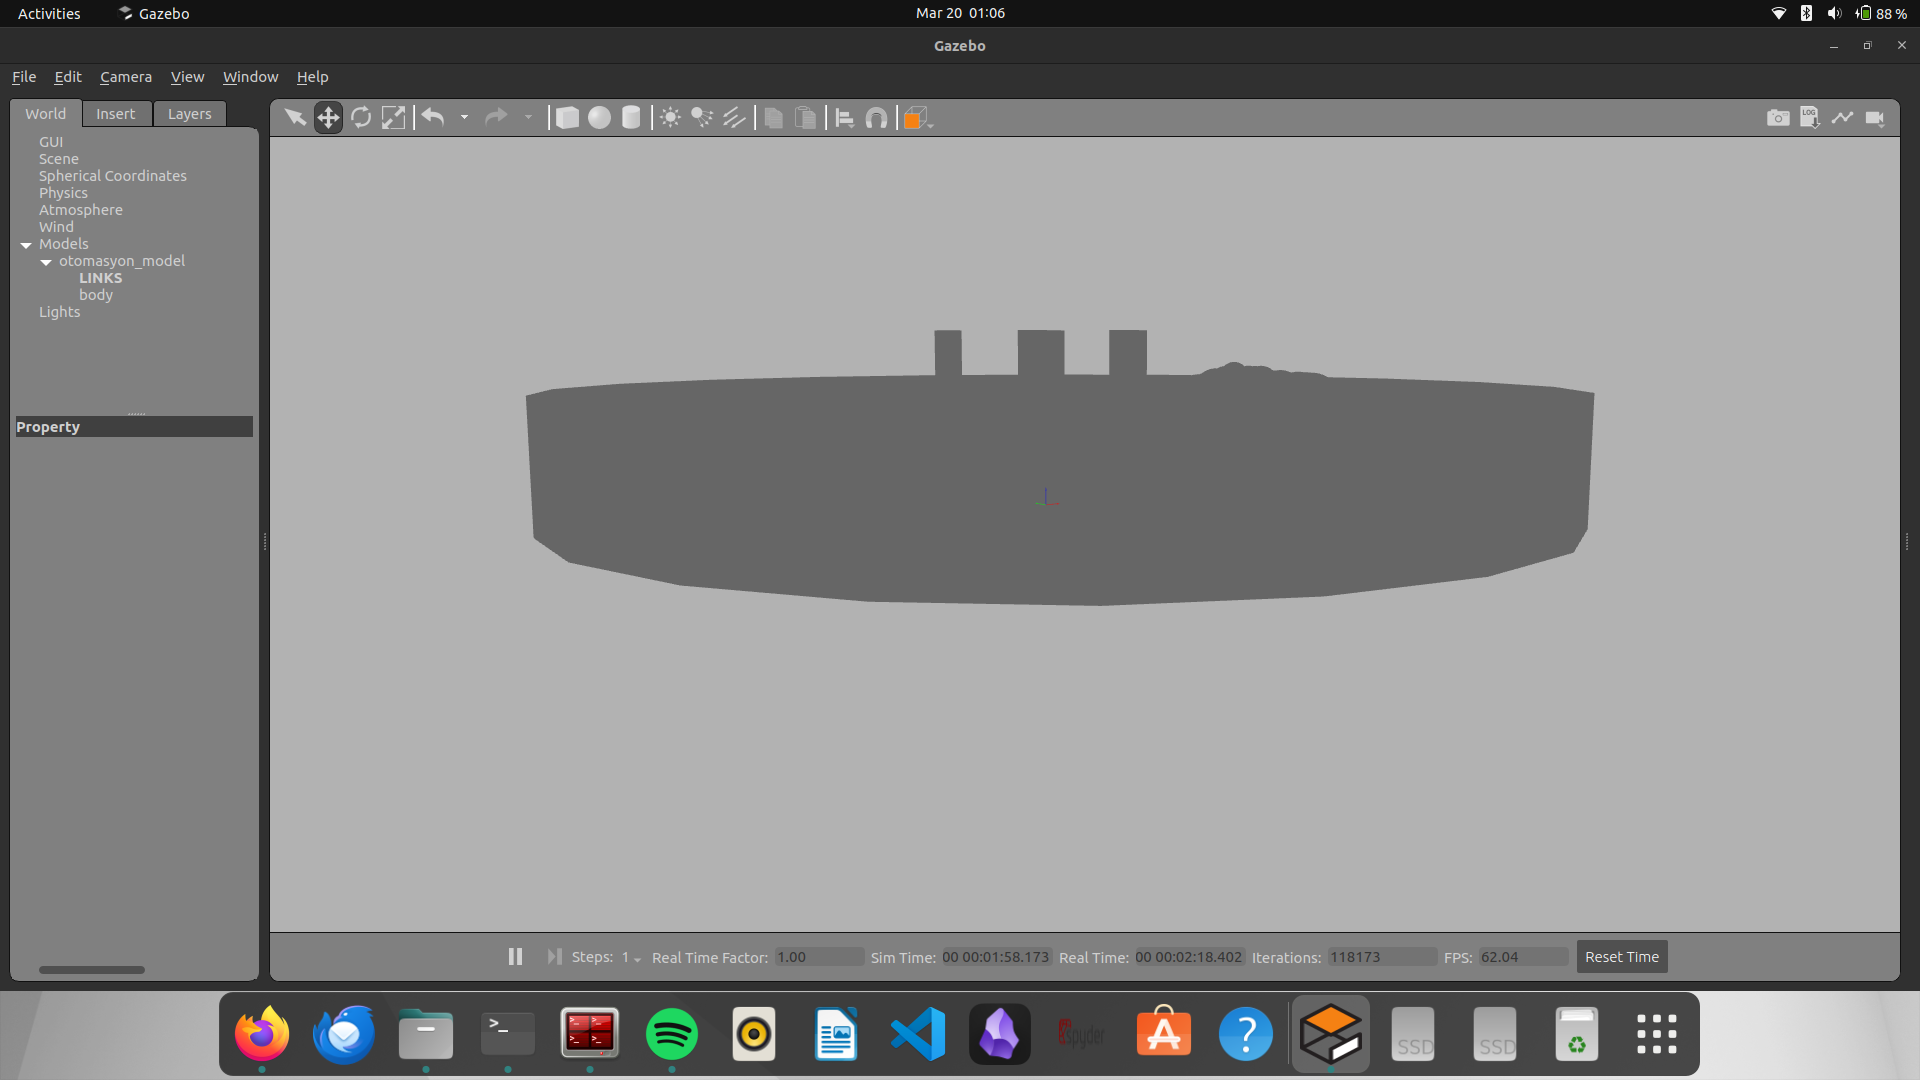 Activities
Gazebo
Mar 20 01:06
88 %
Gazebo
File Edit Camera View Window Help
World Insert Layers
GUI
Scene
Spherical Coordinates
Physics
Atmosphere
Wind
Models
otomasyon_model
LINKS
body
Lights
Property
LOG
Steps: 1 Real Time Factor: 1.00 Sim Time: 00 00:01:58.173 Real Time: 00 00:02:18.402 Iterations: 118173 FPS: 62.04 Reset Time
>_
spyder
A
?
SSD
SSD